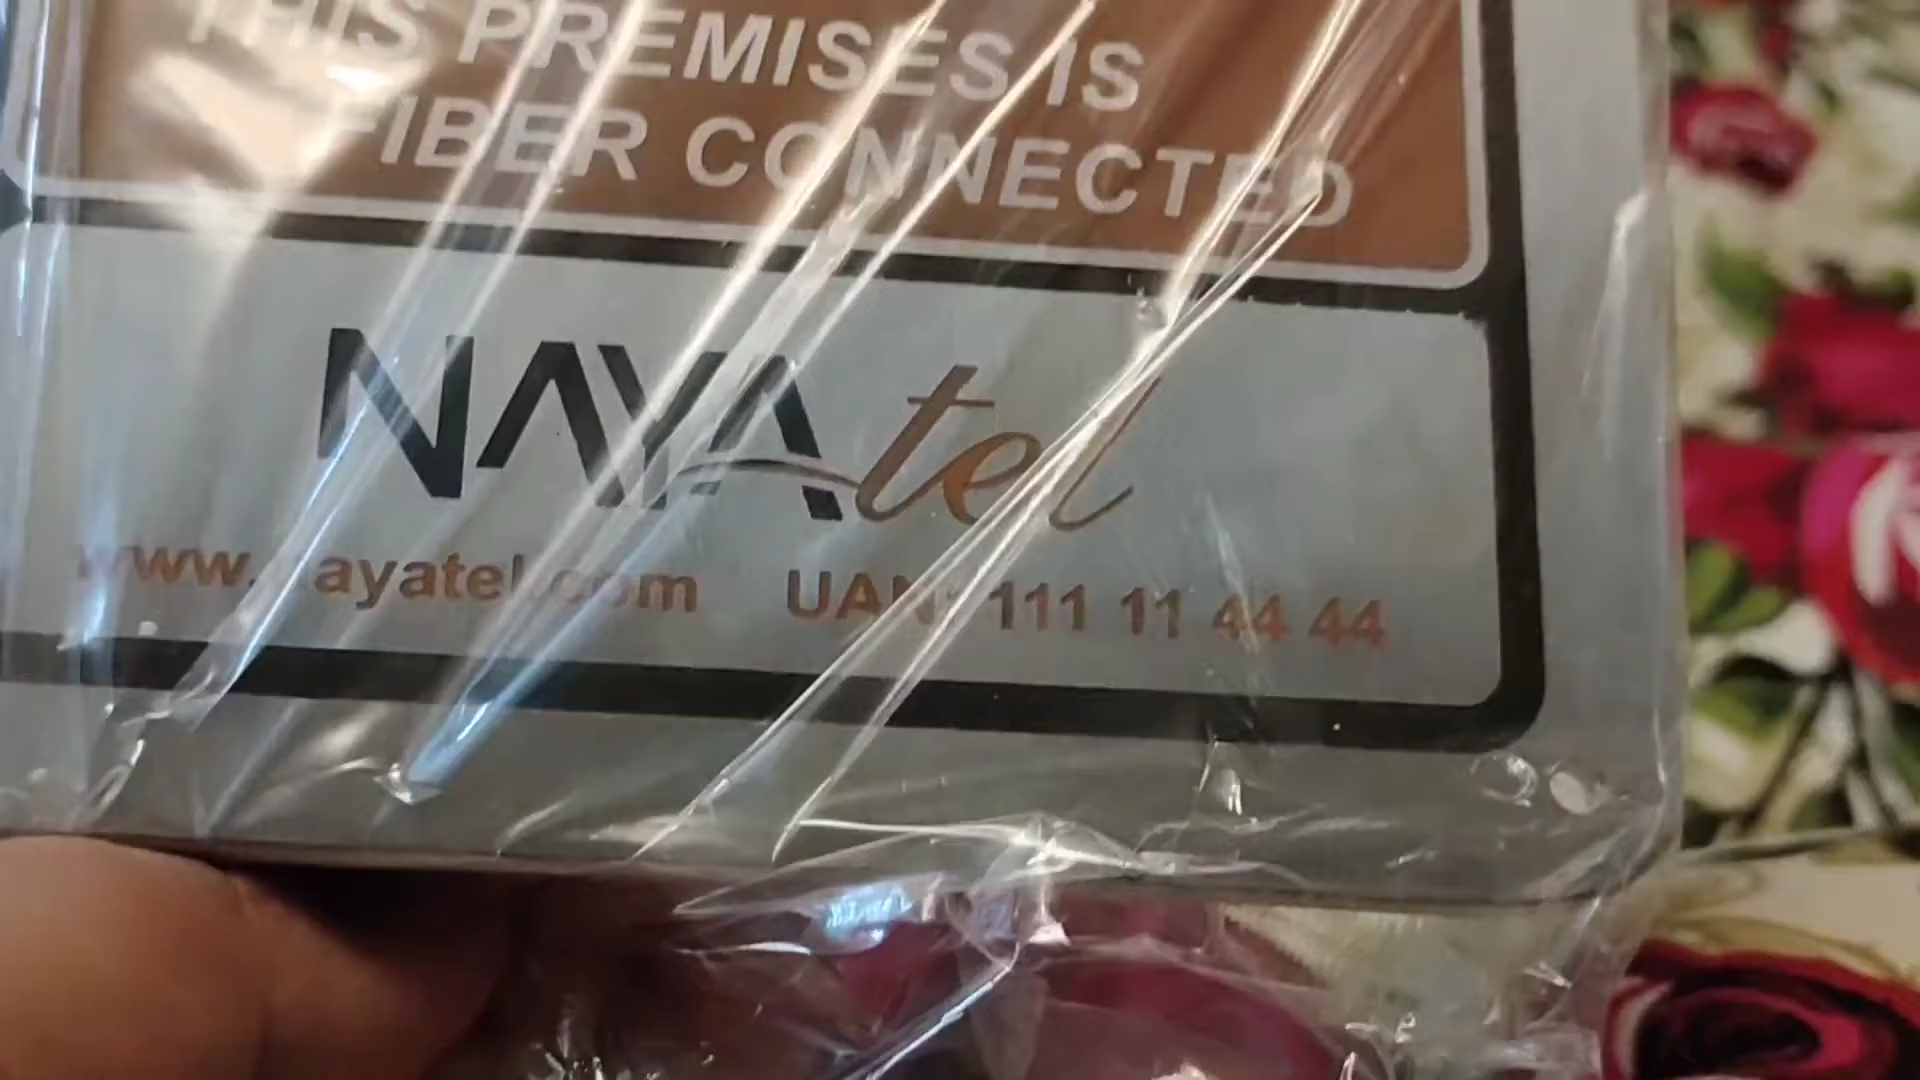 THIS PREMISES IS
FIBER CONNECTED
NAYAtel
www.nayatel.com UAN: 111 11 44 44